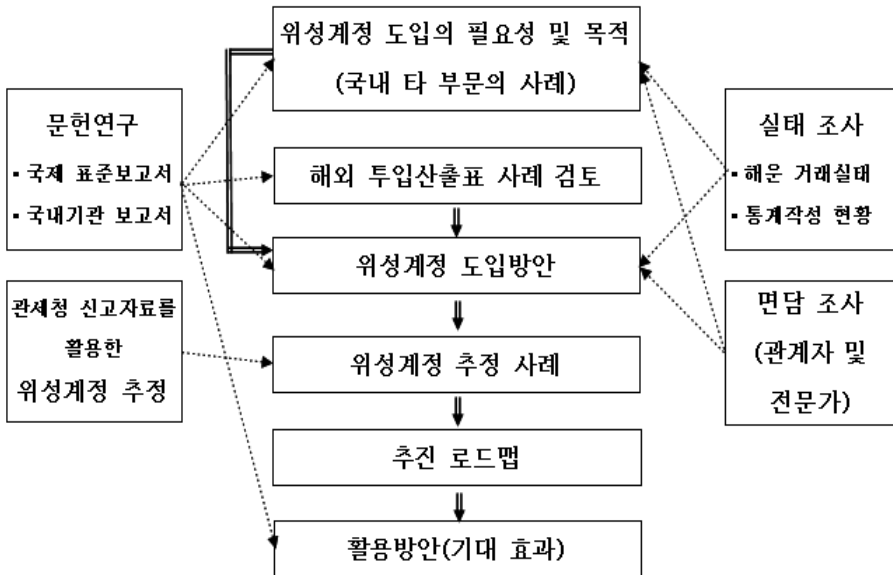 위성계정 도입의 필요성 및 목적
(국내 타 부문의 사례)
문헌연구
▪ 국제 표준보고서
▪ 국내기관 보고서
실태 조사
▪ 해운 거래실태
▪ 통계작성 현황
해외 투입산출표 사례 검토
위성계정 도입방안
관세청 신고자료를
활용한
위성계정 추정
면담 조사
(관계자 및
전문가)
위성계정 추정 사례
추진 로드맵
활용방안(기대 효과)